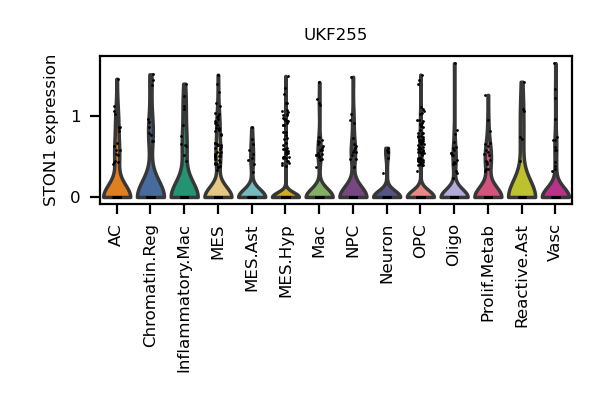 UKF255
STON1 expression
1
0
AC
Chromatin.Reg
Inflammatory.Mac
MES
MES.Ast
MES.Hyp
Mac
NPC
Neuron
OPC
Oligo
Prolif.Metab
Reactive.Ast
Vasc